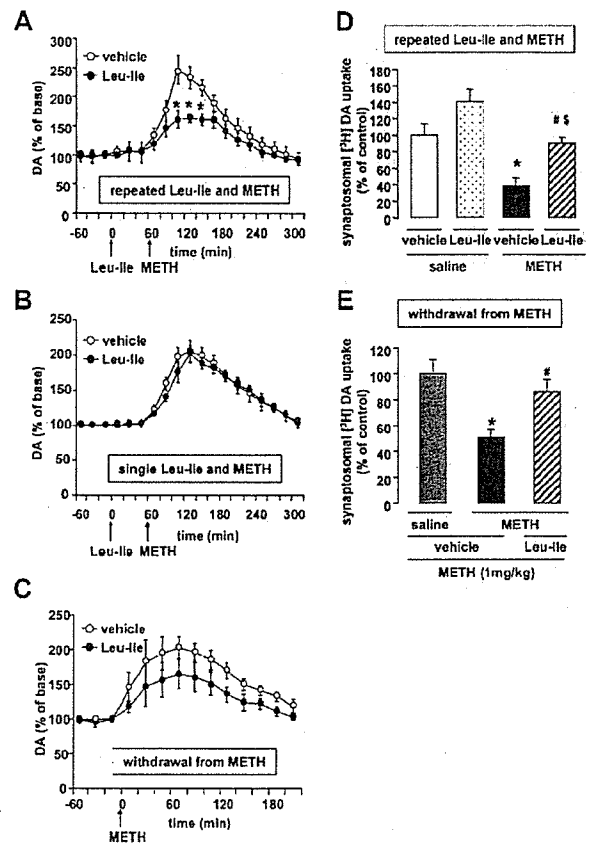 A
vehicle
Leu-Ile
DA (% of base)
300
250
200
150
100
50
0
repeated Leu-Ile and METH
-60 0 60 120 180 240 300
time (min)
Leu-Ile METH
* * *
B
vehicle
Leu-Ile
DA (% of base)
250
200
150
100
50
0
single Leu-Ile and METH
-60 0 60 120 180 240 300
time (min)
Leu-Ile METH
C
vehicle
Leu-Ile
DA (% of base)
250
200
150
100
50
0
withdrawal from METH
-60 0 60 120 180
time (min)
METH
D
repeated Leu-Ile and METH
synaptosomal [³H] DA uptake
(% of control)
160
140
120
100
80
60
40
20
0
*
# $
vehicle Leu-Ile vehicle Leu-Ile
saline METH
E
withdrawal from METH
synaptosomal [³H] DA uptake
(% of control)
120
100
80
60
40
20
0
*
#
saline METH
vehicle Leu-Ile
METH (1mg/kg)